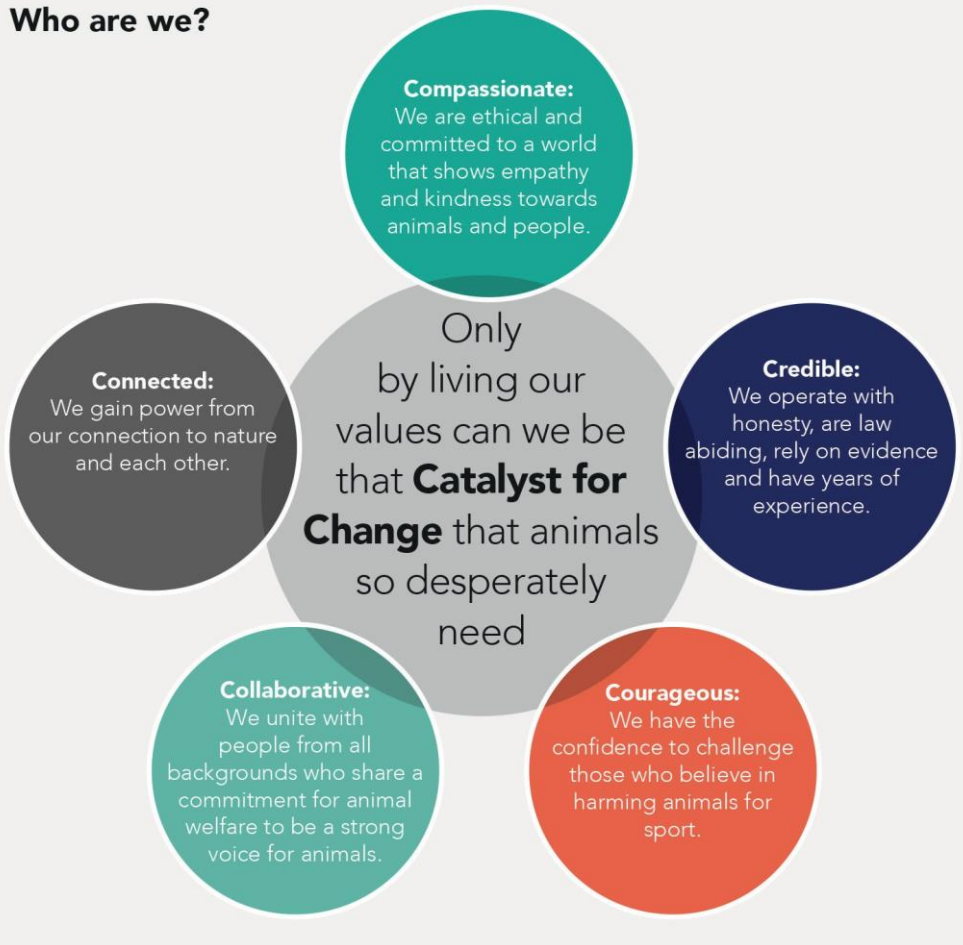 Who are we?
Compassionate:
We are ethical and
committed to a world
that shows empathy
and kindness towards
animals and people.
Connected:
We gain power from
our connection to nature
and each other.
Only
by living our
values can we be
that Catalyst for
Change that animals
so desperately
need
Credible:
We operate with
honesty, are law
abiding, rely on evidence
and have years of
experience.
Collaborative:
We unite with
people from all
backgrounds who share a
commitment for animal
welfare to be a strong
voice for animals.
Courageous:
We have the
confidence to challenge
those who believe in
harming animals for
sport.